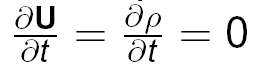 ∂U/∂t = ∂ρ/∂t = 0